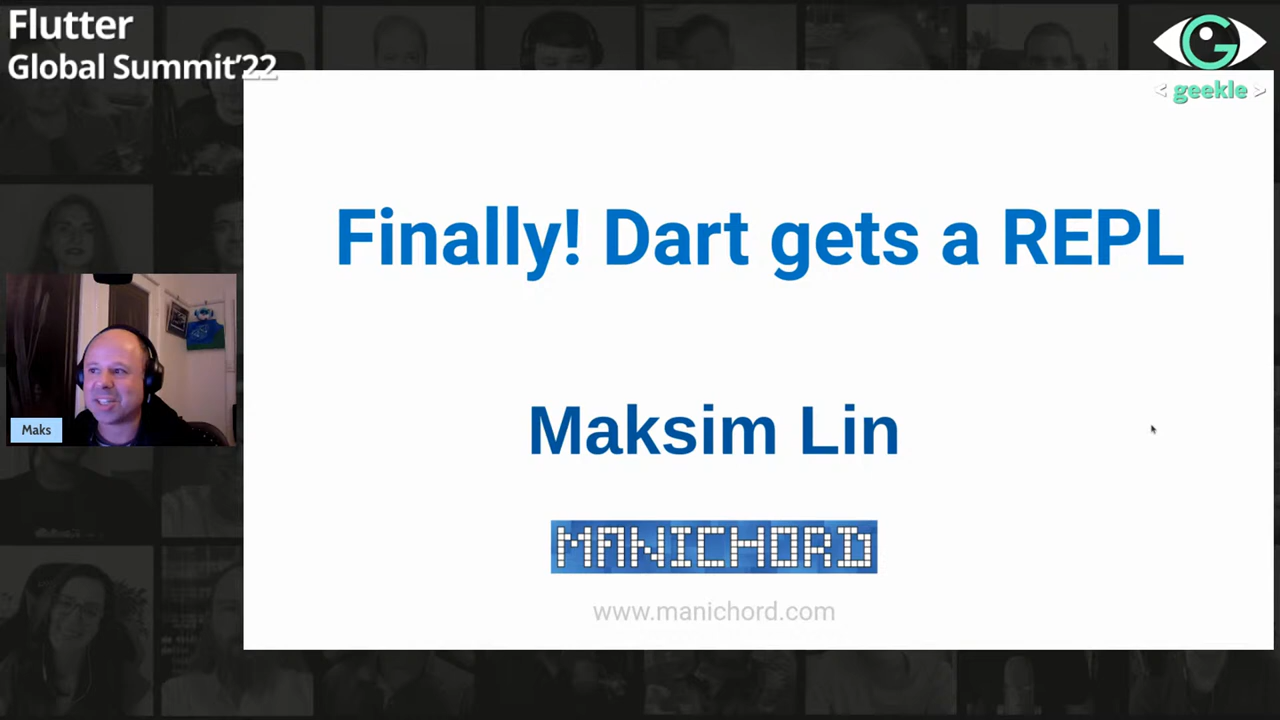 Flutter
Global Summit'22
G
< geekle >
Finally! Dart gets a REPL
Maks
Maksim Lin
MANICHORD
www.manichord.com